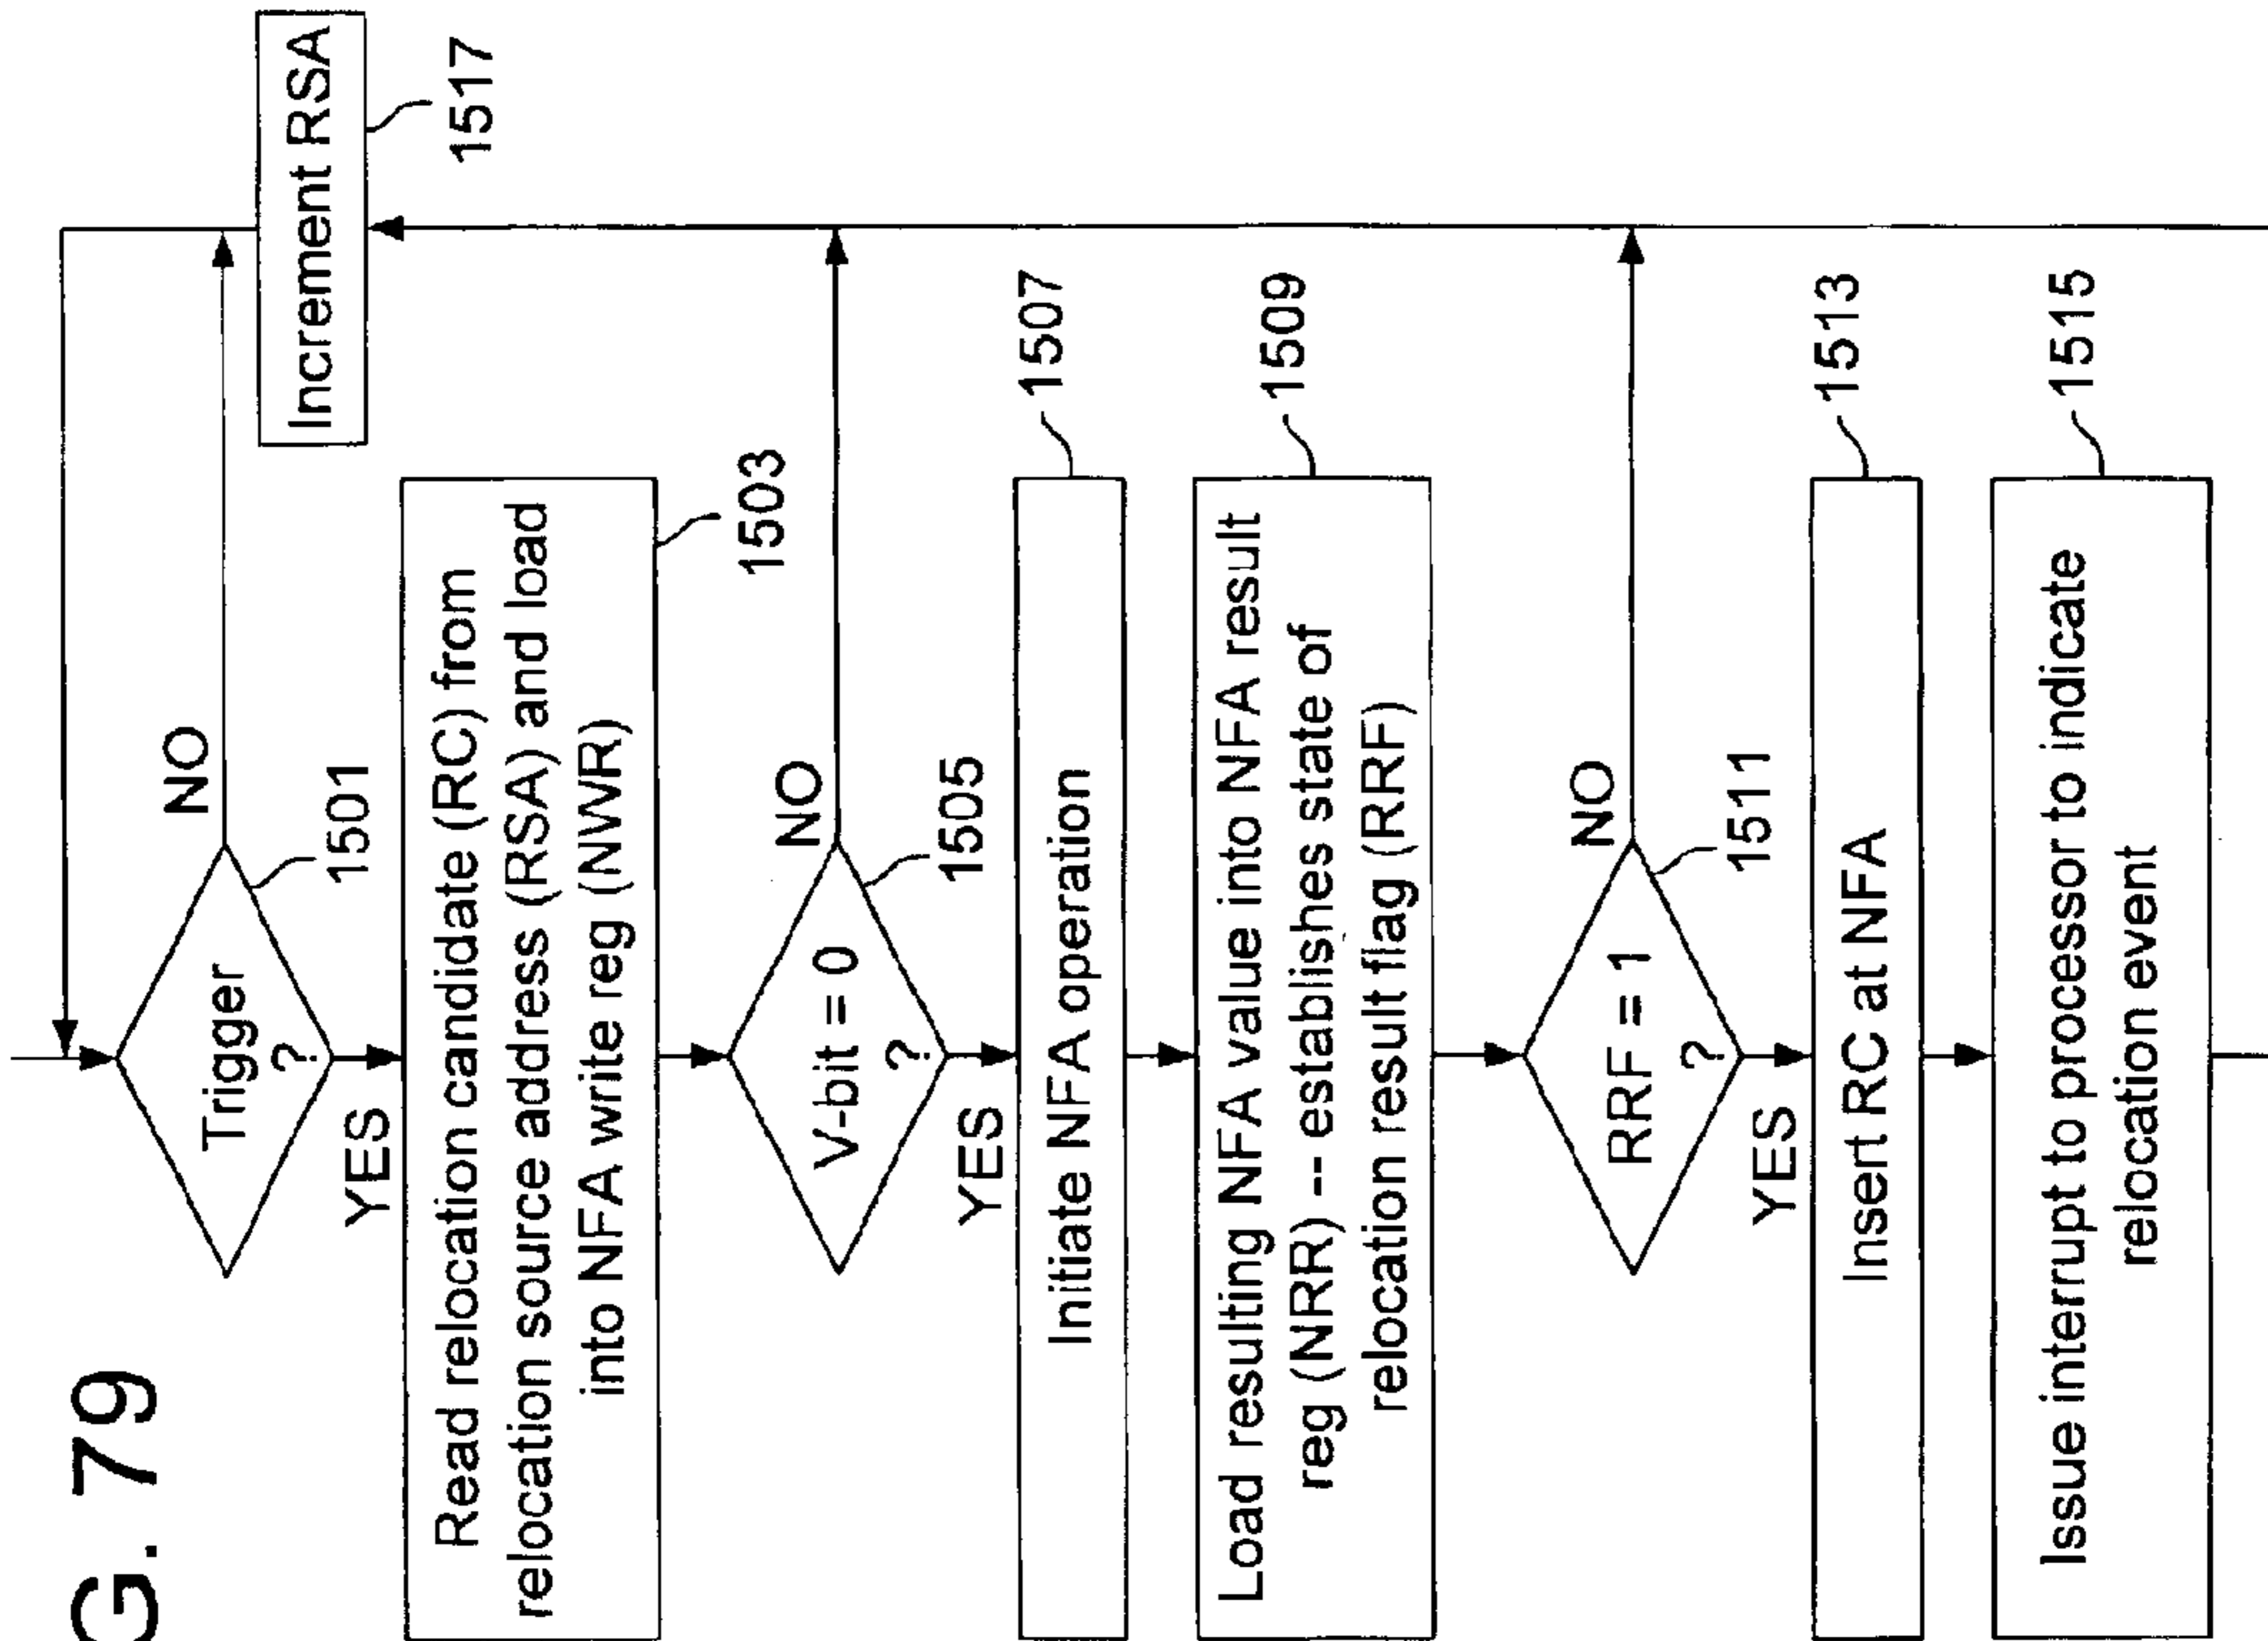 G. 79
Trigger
?
NO
1501
YES
Increment RSA
1517
Read relocation candidate (RC) from
relocation source address (RSA) and load
into NFA write reg (NWR)
1503
V-bit = 0
?
NO
1505
YES
Initiate NFA operation
1507
Load resulting NFA value into NFA result
reg (NRR) -- establishes state of
relocation result flag (RRF)
1509
RRF = 1
?
NO
1511
YES
Insert RC at NFA
1513
Issue interrupt to processor to indicate
relocation event
1515